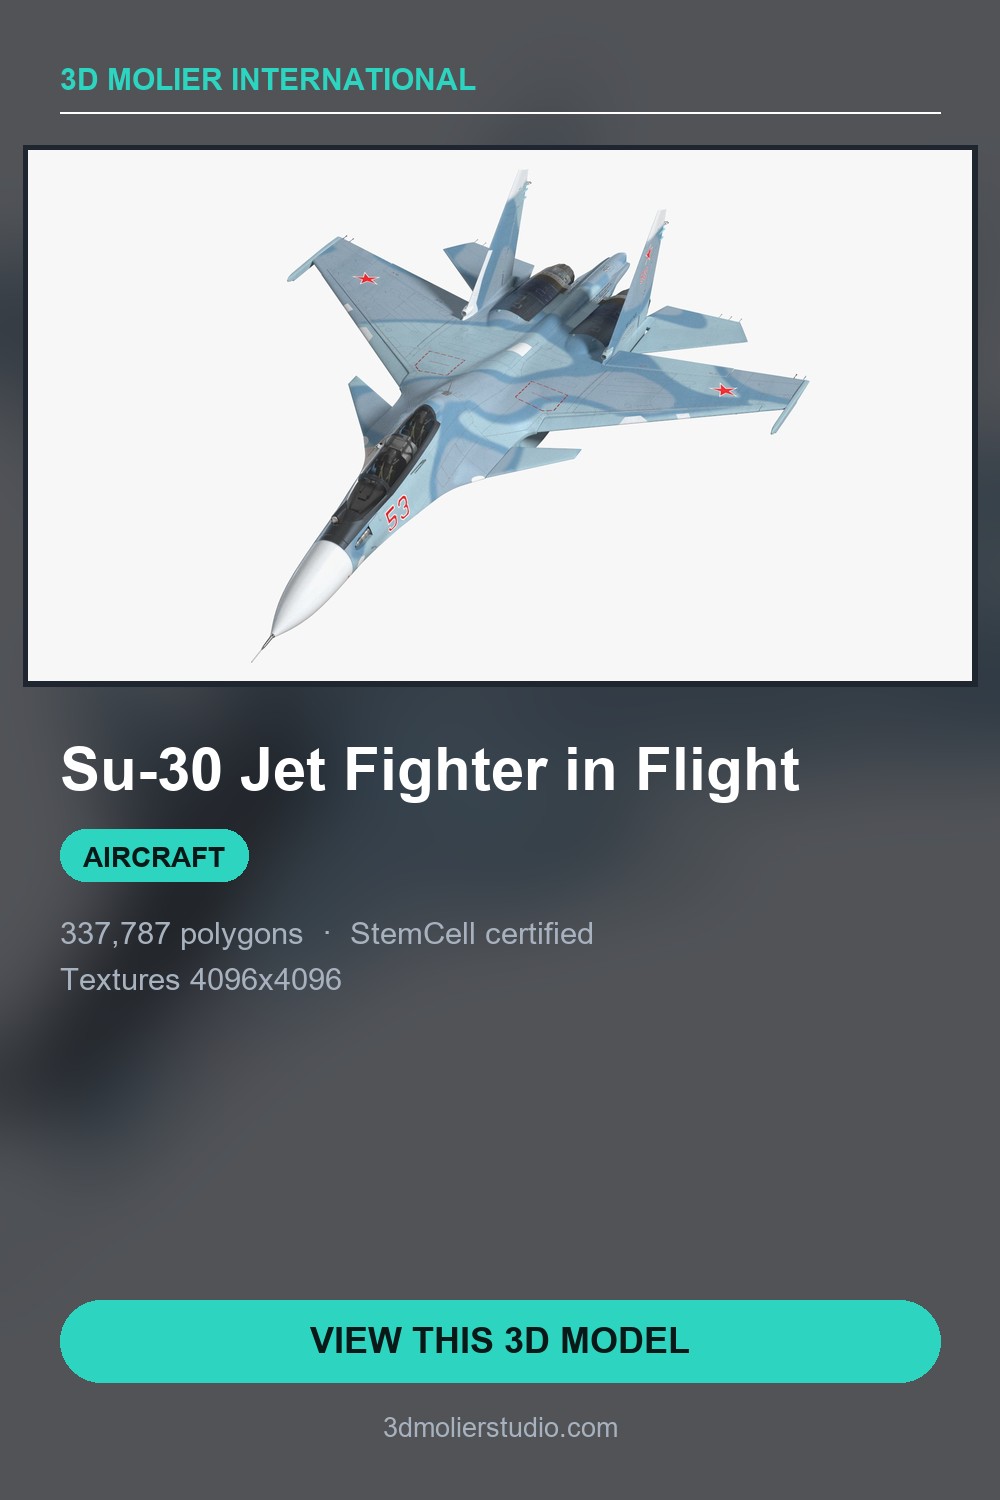 3D MOLIER INTERNATIONAL
53
Su-30 Jet Fighter in Flight
AIRCRAFT
337,787 polygons · StemCell certified
Textures 4096x4096
VIEW THIS 3D MODEL
3dmolierstudio.com